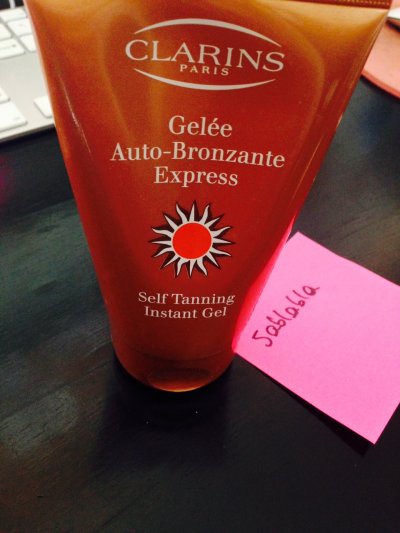 CLARINS
PARIS
Gelée
Auto-Bronzante
Express
Self Tanning
Instant Gel
Sablabla